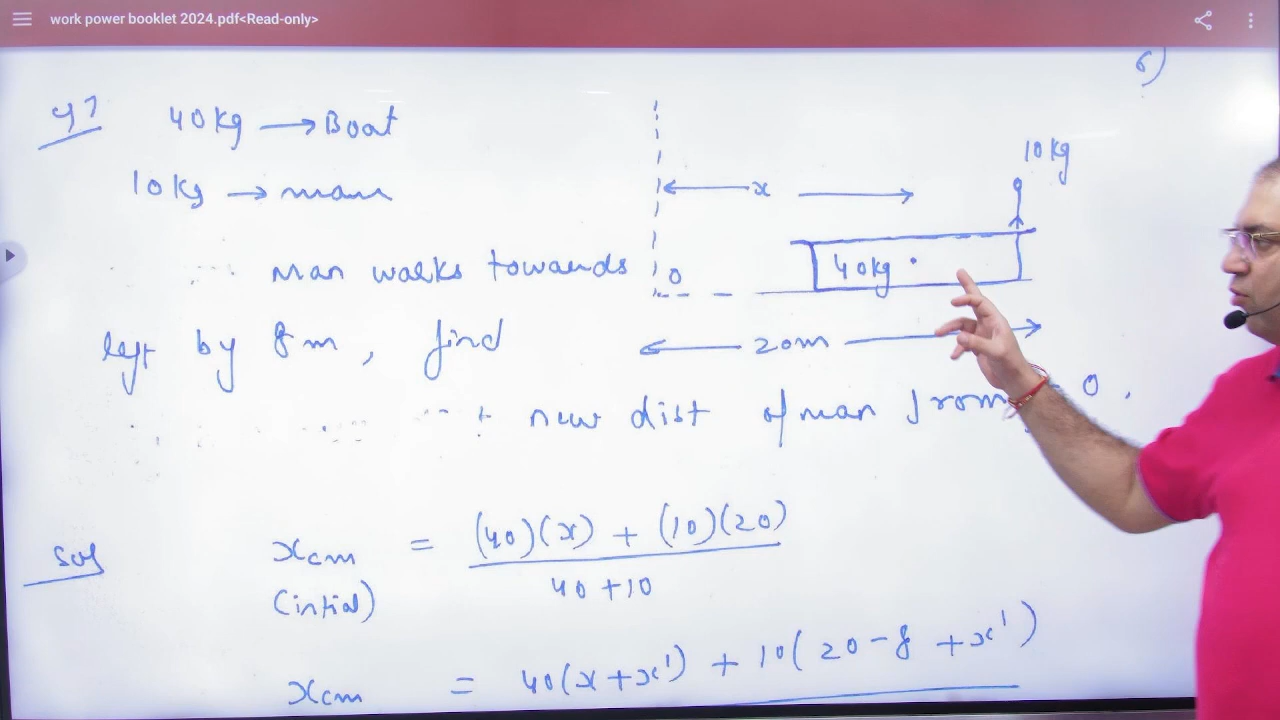 work power booklet 2024.pdf<Read-only>
6)
40kg → Boat
10kg
10kg → man
x
Man walks towards
0
40kg
left by 8m, find
20m
new dist of man from 0.
Sol
xcm = (40)(x) + (10)(20)
40+10
(intial)
xcm = 40(x+x') + 10(20-8+x')